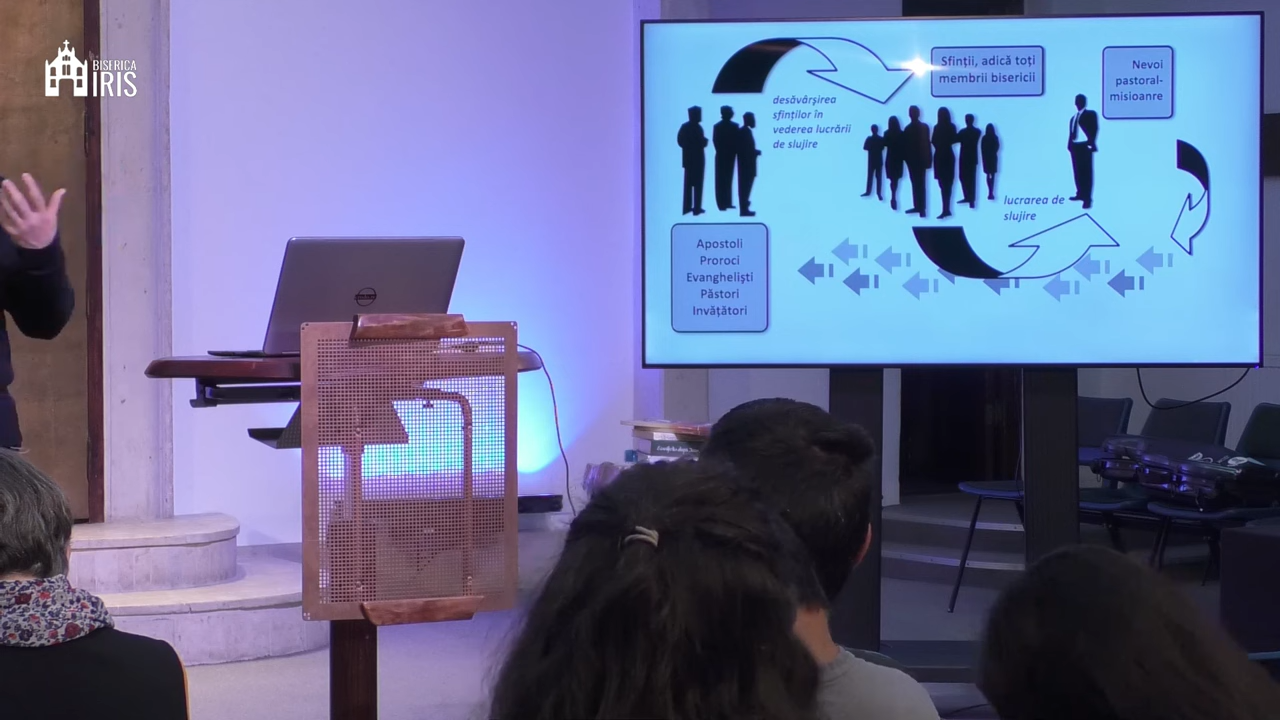 BISERICA
IRIS
Sfinții, adică toți
membrii bisericii
Nevoi
pastoral-
misioanre
desăvârșirea
sfinților în
vederea lucrării
de slujire
lucrarea de
slujire
Apostoli
Proroci
Evangheliști
Păstori
Invățători